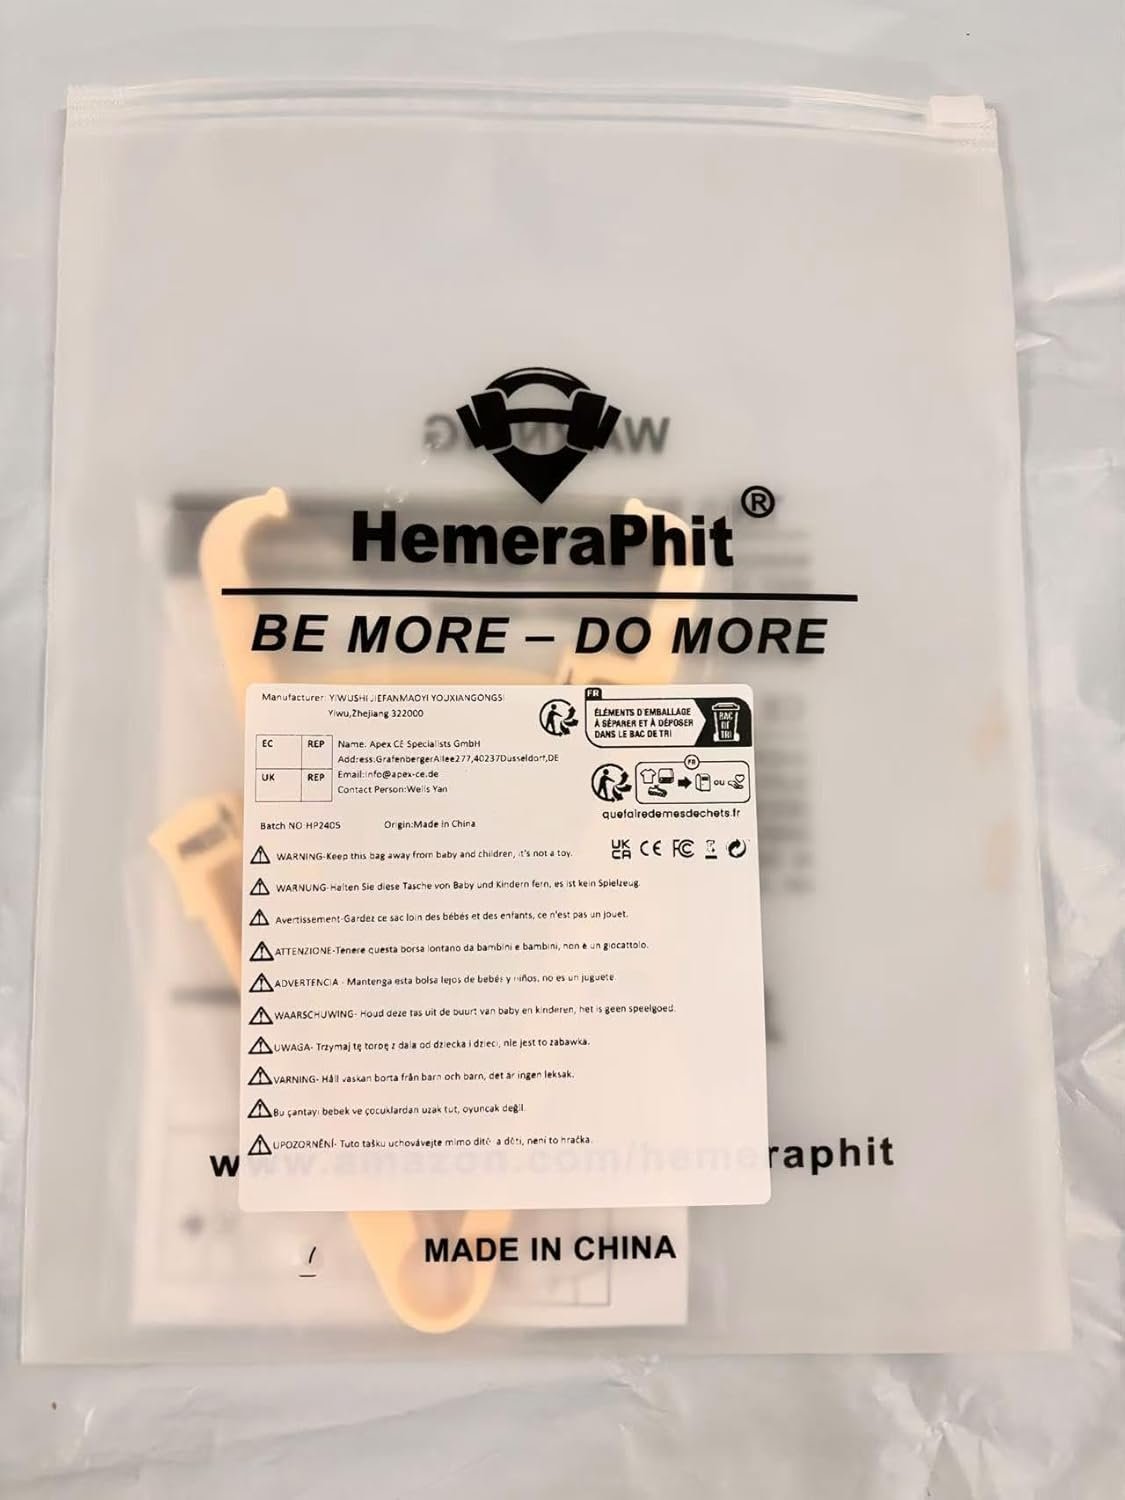 WARNING
HemeraPhit®
BE MORE – DO MORE
Manufacturer: YIWUSHI JIEFANMAOYI YOUXIANGONGSI
Yiwu,Zhejiang 322000
EC REP
UK REP
Name: Apex CE Specialists GmbH
Address:GrafenbergerAllee277,40237Dusseldorf,DE
Email:info@apex-ce.de
Contact Person:Wells Yan
FR
ÉLÉMENTS D'EMBALLAGE
À SÉPARER ET À DÉPOSER
DANS LE BAC DE TRI
BAC
DE
TRI
FR
OU
quefairedemesdechets.fr
Batch NO HP2405 Origin:Made in China
UK
CA CE FC
WARNING-Keep this bag away from baby and children, it's not a toy.
WARNUNG-Halten Sie diese Tasche von Baby und Kindern fern, es ist kein Spielzeug.
Avertissement-Gardez ce sac loin des bébés et des enfants, ce n'est pas un jouet.
ATTENZIONE-Tenere questa borsa lontano da bambini e bambini, non è un giocattolo.
ADVERTENCIA - Mantenga esta bolsa lejos de bebés y niños, no es un juguete.
WAARSCHUWING- Houd deze tas uit de buurt van baby en kinderen, het is geen speelgoed.
UWAGA- Trzymaj tę torbę z dala od dziecka i dzieci, nie jest to zabawka.
VARNING- Håll väskan borta från barn och barn, det är ingen leksak.
Bu çantayı bebek ve çocuklardan uzak tut, oyuncak değil.
UPOZORNĚNÍ- Tuto tašku uchovávejte mimo dítě a děti, není to hračka.
www.amazon.com/hemeraphit
MADE IN CHINA